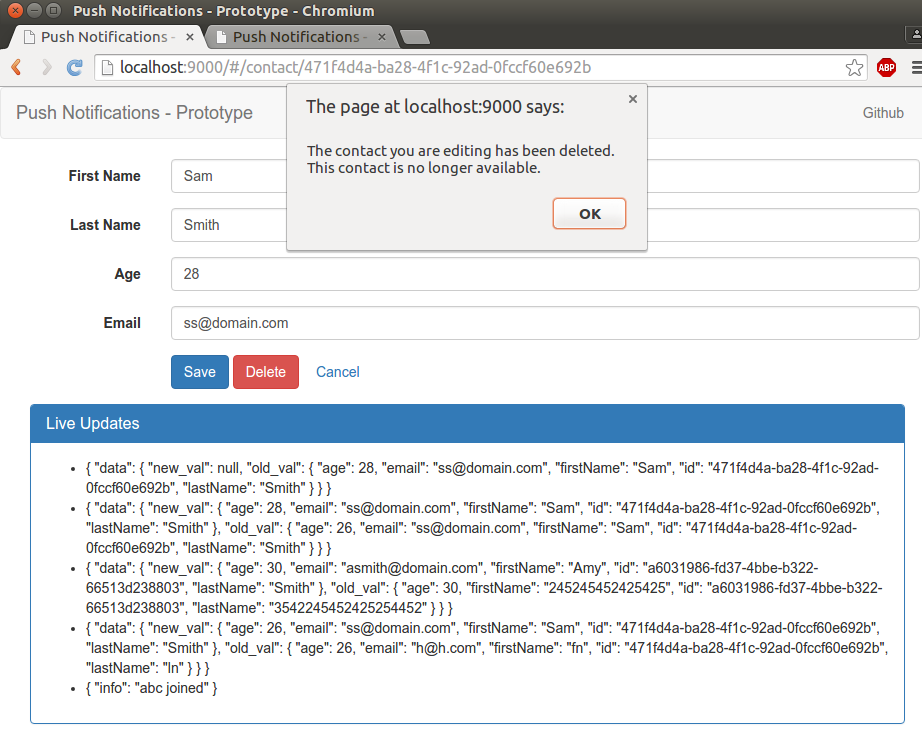 Push Notifications - Prototype - Chromium
Push Notifications - 
Push Notifications - 
localhost:9000/#/contact/471f4d4a-ba28-4f1c-92ad-0fccf60e692b
ABP
Push Notifications - Prototype
Github
The page at localhost:9000 says:
The contact you are editing has been deleted.
This contact is no longer available.
OK
First Name
Sam
Last Name
Smith
Age
28
Email
ss@domain.com
Save
Delete
Cancel
Live Updates
{ "data": { "new_val": null, "old_val": { "age": 28, "email": "ss@domain.com", "firstName": "Sam", "id": "471f4d4a-ba28-4f1c-92ad-
0fccf60e692b", "lastName": "Smith" } } }
{ "data": { "new_val": { "age": 28, "email": "ss@domain.com", "firstName": "Sam", "id": "471f4d4a-ba28-4f1c-92ad-0fccf60e692b",
"lastName": "Smith" }, "old_val": { "age": 26, "email": "ss@domain.com", "firstName": "Sam", "id": "471f4d4a-ba28-4f1c-92ad-
0fccf60e692b", "lastName": "Smith" } } }
{ "data": { "new_val": { "age": 30, "email": "asmith@domain.com", "firstName": "Amy", "id": "a6031986-fd37-4bbe-b322-
66513d238803", "lastName": "Smith" }, "old_val": { "age": 30, "firstName": "245245452425425", "id": "a6031986-fd37-4bbe-b322-
66513d238803", "lastName": "3542245452425254452" } } }
{ "data": { "new_val": { "age": 26, "email": "ss@domain.com", "firstName": "Sam", "id": "471f4d4a-ba28-4f1c-92ad-0fccf60e692b",
"lastName": "Smith" }, "old_val": { "age": 26, "email": "h@h.com", "firstName": "fn", "id": "471f4d4a-ba28-4f1c-92ad-0fccf60e692b",
"lastName": "ln" } } }
{ "info": "abc joined" }